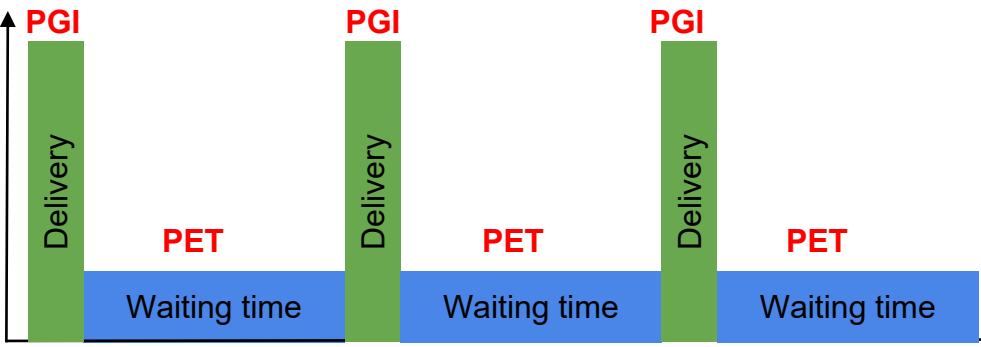 PGI
PGI
PGI
Delivery
Delivery
Delivery
PET
PET
PET
Waiting time
Waiting time
Waiting time